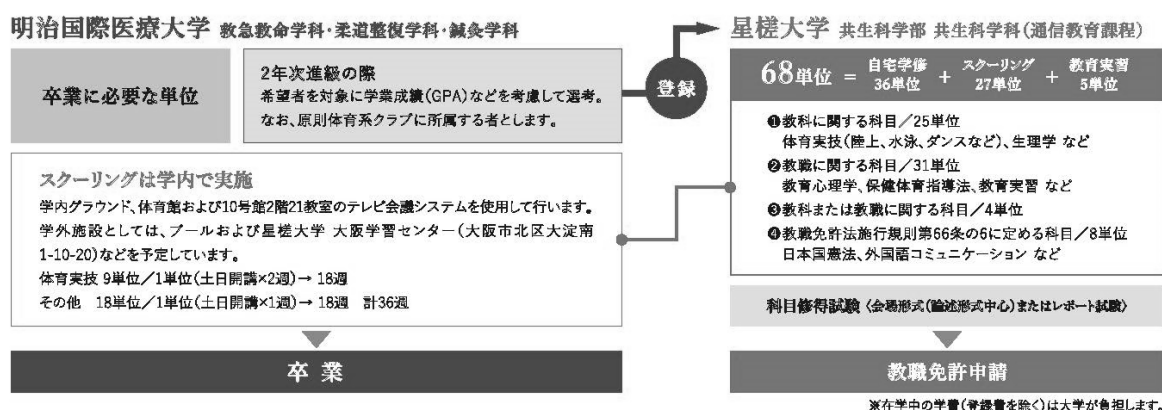 明治国際医療大学 救急救命学科・柔道整復学科・鍼灸学科
卒業に必要な単位
2年次進級の際
希望者を対象に学業成績(GPA)などを考慮して選考。
なお、原則体育系クラブに所属する者とします。
登録
スクーリングは学内で実施
学内グラウンド、体育館および10号館2階21教室のテレビ会議システムを使用して行います。
学外施設としては、プールおよび星槎大学 大阪学習センター(大阪市北区大淀南
1-10-20)などを予定しています。
体育実技 9単位/1単位(土日開講×2週)→ 18週
その他 18単位/1単位(土日開講×1週)→ 18週 計36週
卒業
星槎大学 共生科学部 共生科学科(通信教育課程)
68単位 = 自宅学修 36単位 + スクーリング 27単位 + 教育実習 5単位
❶教科に関する科目/25単位
体育実技(陸上、水泳、ダンスなど)、生理学 など
❷教職に関する科目/31単位
教育心理学、保健体育指導法、教育実習 など
❸教科または教職に関する科目/4単位
❹教職免許法施行規則第66条の6に定める科目/8単位
日本国憲法、外国語コミュニケーション など
科目修得試験〈会場形式(論述形式中心)またはレポート試験〉
教職免許申請
※在学中の学費(登録費を除く)は大学が負担します。